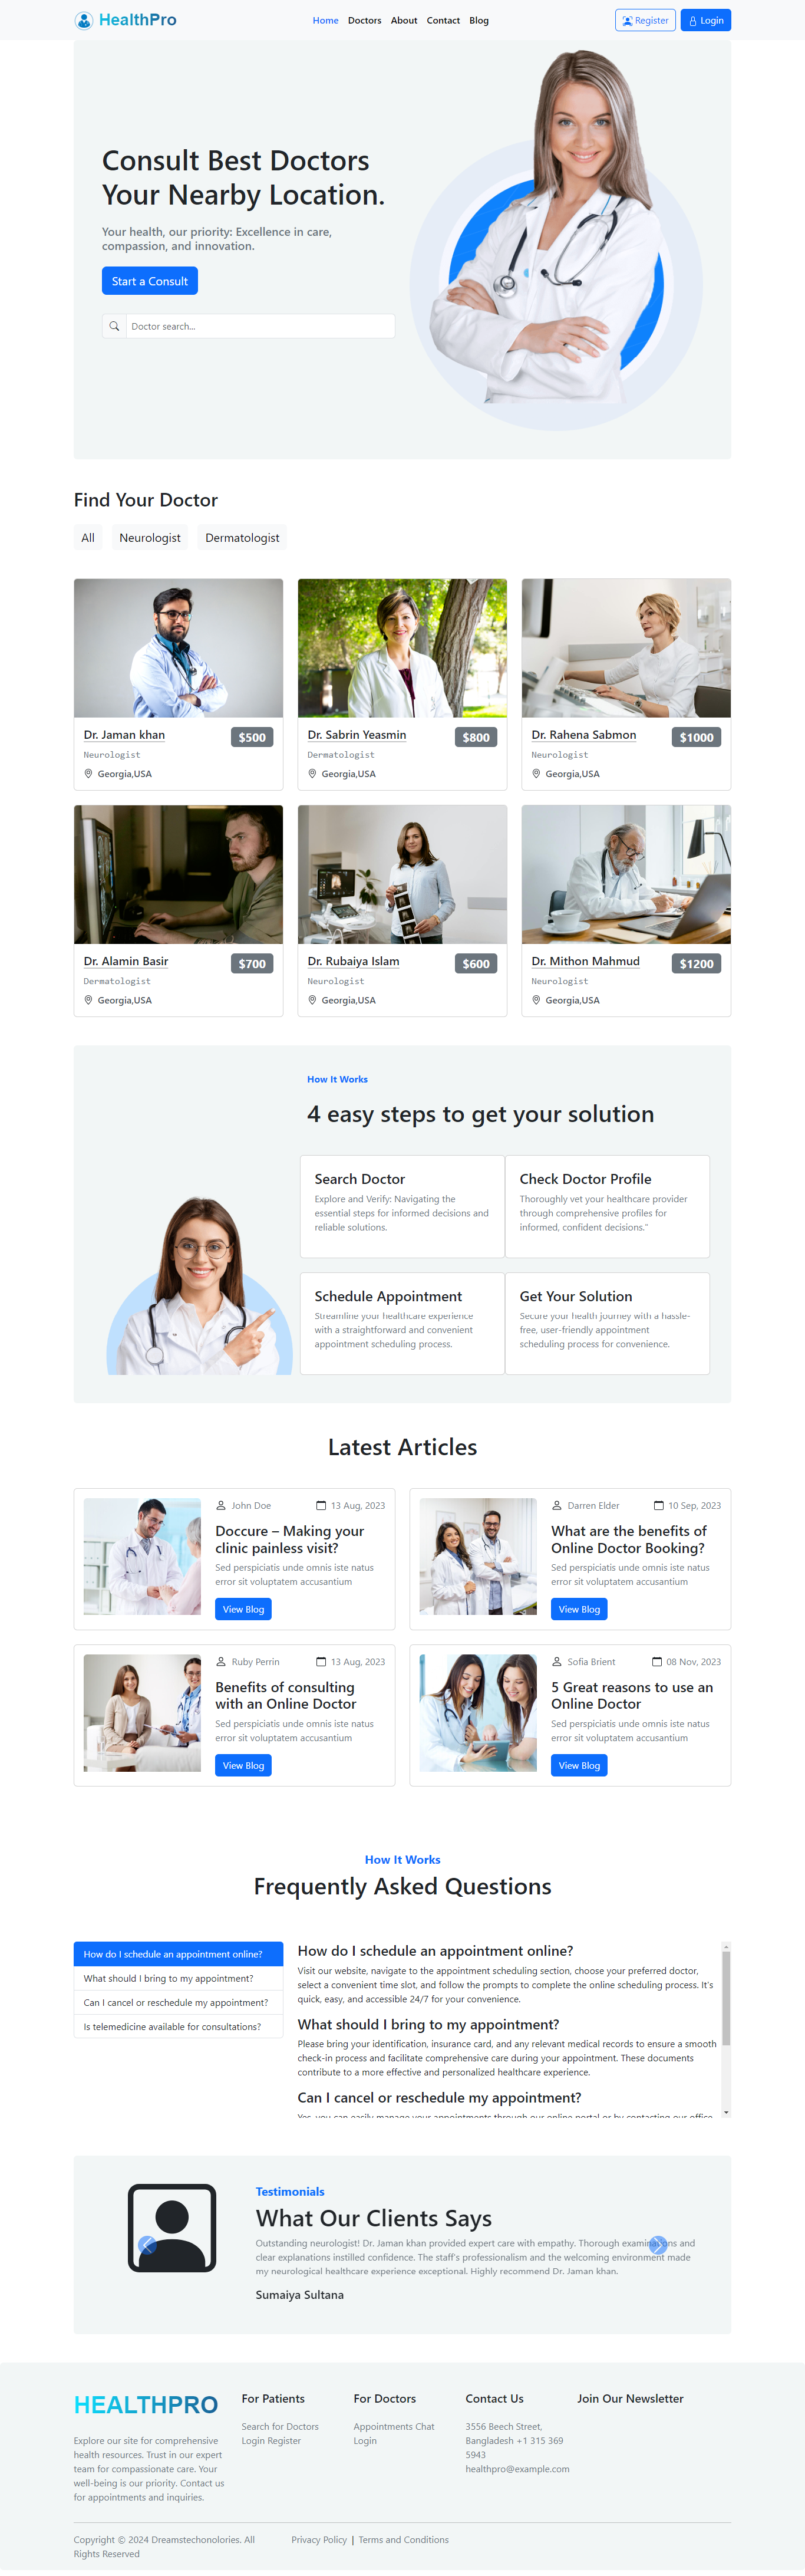 HealthPro
Home Doctors About Contact Blog
Register Login
Consult Best Doctors
Your Nearby Location.
Your health, our priority: Excellence in care,
compassion, and innovation.
Start a Consult
Doctor search...
Find Your Doctor
All Neurologist Dermatologist
Dr. Jaman khan $500
Neurologist
Georgia,USA
Dr. Sabrin Yeasmin $800
Dermatologist
Georgia,USA
Dr. Rahena Sabmon $1000
Neurologist
Georgia,USA
Dr. Alamin Basir $700
Dermatologist
Georgia,USA
Dr. Rubaiya Islam $600
Neurologist
Georgia,USA
Dr. Mithon Mahmud $1200
Neurologist
Georgia,USA
How It Works
4 easy steps to get your solution
Search Doctor
Explore and Verify: Navigating the
essential steps for informed decisions and
reliable solutions.
Check Doctor Profile
Thoroughly vet your healthcare provider
through comprehensive profiles for
informed, confident decisions."
Schedule Appointment
Streamline your healthcare experience
with a straightforward and convenient
appointment scheduling process.
Get Your Solution
Secure your health journey with a hassle-
free, user-friendly appointment
scheduling process for convenience.
Latest Articles
John Doe 13 Aug, 2023
Doccure – Making your
clinic painless visit?
Sed perspiciatis unde omnis iste natus
error sit voluptatem accusantium
View Blog
Darren Elder 10 Sep, 2023
What are the benefits of
Online Doctor Booking?
Sed perspiciatis unde omnis iste natus
error sit voluptatem accusantium
View Blog
Ruby Perrin 13 Aug, 2023
Benefits of consulting
with an Online Doctor
Sed perspiciatis unde omnis iste natus
error sit voluptatem accusantium
View Blog
Sofia Brient 08 Nov, 2023
5 Great reasons to use an
Online Doctor
Sed perspiciatis unde omnis iste natus
error sit voluptatem accusantium
View Blog
How It Works
Frequently Asked Questions
How do I schedule an appointment online?
What should I bring to my appointment?
Can I cancel or reschedule my appointment?
Is telemedicine available for consultations?
How do I schedule an appointment online?
Visit our website, navigate to the appointment scheduling section, choose your preferred doctor,
select a convenient time slot, and follow the prompts to complete the online scheduling process. It's
quick, easy, and accessible 24/7 for your convenience.
What should I bring to my appointment?
Please bring your identification, insurance card, and any relevant medical records to ensure a smooth
check-in process and facilitate comprehensive care during your appointment. These documents
contribute to a more effective and personalized healthcare experience.
Can I cancel or reschedule my appointment?
Yes, you can easily manage your appointments through our online portal or by contacting our office
Testimonials
What Our Clients Says
Outstanding neurologist! Dr. Jaman khan provided expert care with empathy. Thorough examinations and
clear explanations instilled confidence. The staff's professionalism and the welcoming environment made
my neurological healthcare experience exceptional. Highly recommend Dr. Jaman khan.
Sumaiya Sultana
HEALTHPRO
Explore our site for comprehensive
health resources. Trust in our expert
team for compassionate care. Your
well-being is our priority. Contact us
for appointments and inquiries.
For Patients
Search for Doctors
Login Register
For Doctors
Appointments Chat
Login
Contact Us
3556 Beech Street,
Bangladesh +1 315 369
5943
healthpro@example.com
Join Our Newsletter
Copyright © 2024 Dreamstechonolories. All
Rights Reserved
Privacy Policy | Terms and Conditions